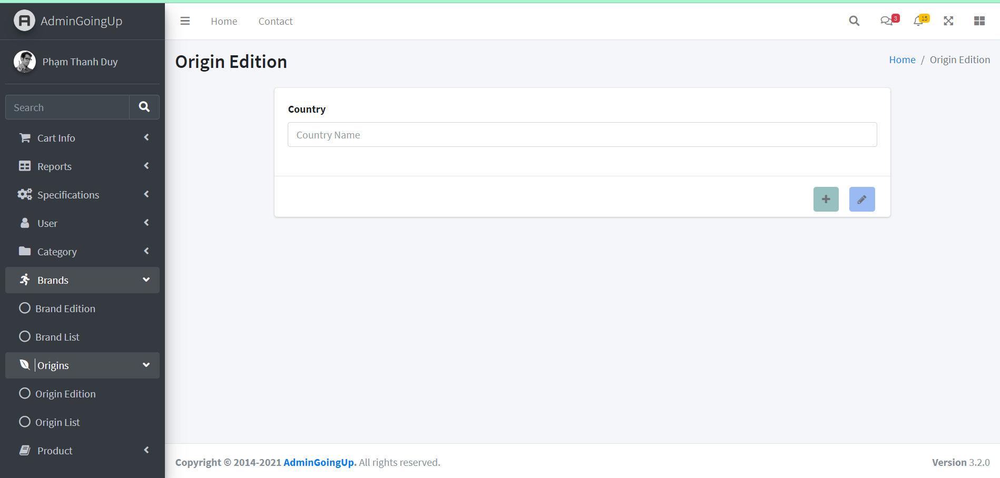 AdminGoingUp
Phạm Thanh Duy
Search
Cart Info
Reports
Specifications
User
Category
Brands
Brand Edition
Brand List
Origins
Origin Edition
Origin List
Product
Home Contact
3 15
Origin Edition
Home / Origin Edition
Country
Country Name
Copyright © 2014-2021 AdminGoingUp. All rights reserved.
Version 3.2.0